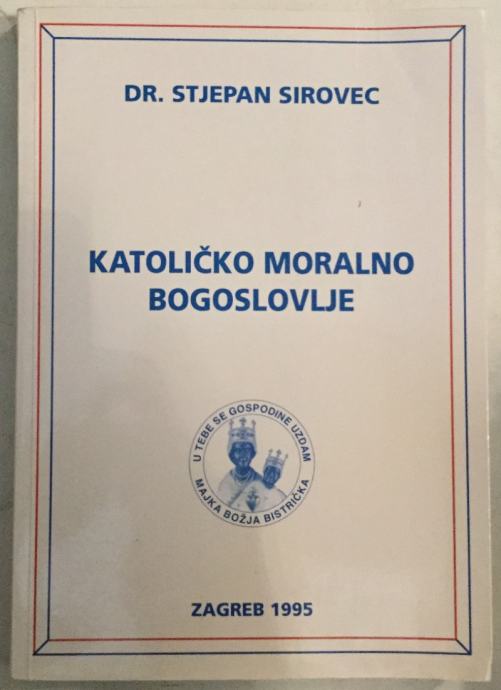 DR. STJEPAN SIROVEC
KATOLIČKO MORALNO
BOGOSLOVLJE
U TEBE SE GOSPODINE UZDAM
MAJKA BOŽJA BISTRIČKA
ZAGREB 1995